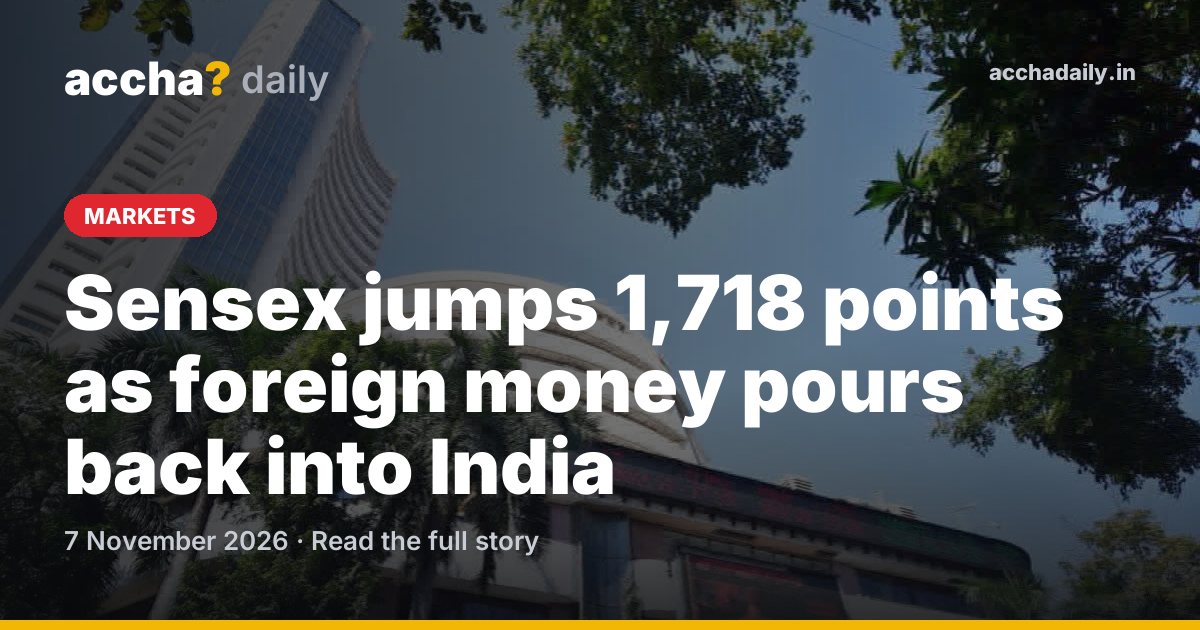 accha? daily
acchadaily.in
MARKETS
Sensex jumps 1,718 points
as foreign money pours
back into India
7 November 2026 · Read the full story